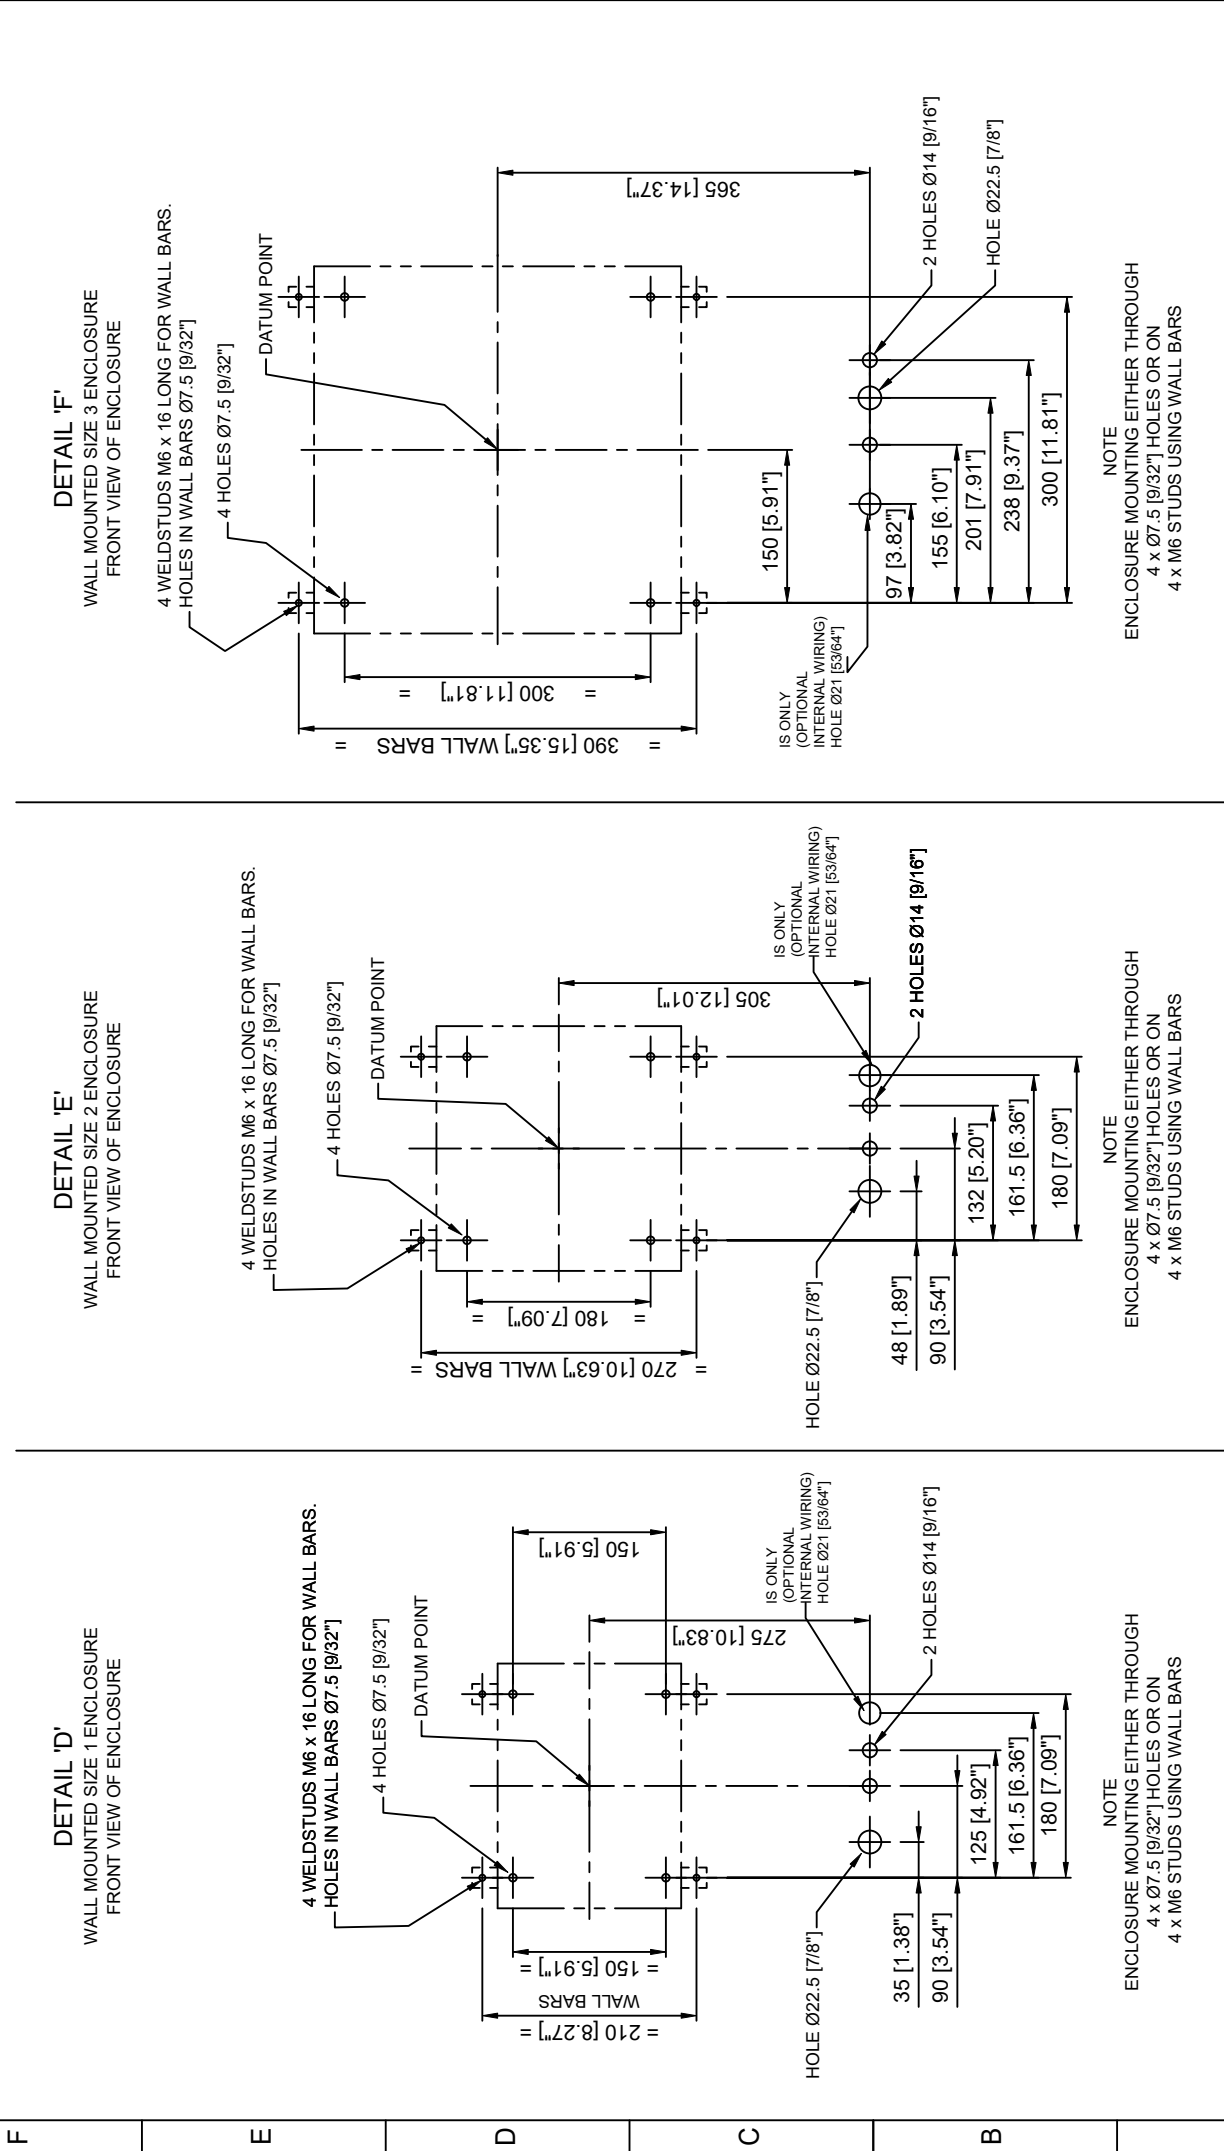 DETAIL 'D'
WALL MOUNTED SIZE 1 ENCLOSURE
FRONT VIEW OF ENCLOSURE
4 WELDSTUDS M6 x 16 LONG FOR WALL BARS.
HOLES IN WALL BARS Ø7.5 [9/32"]
4 HOLES Ø7.5 [9/32"]
DATUM POINT
= 210 [8.27"] =
WALL BARS
= 150 [5.91"] =
150 [5.91"]
275 [10.83"]
IS ONLY
(OPTIONAL
INTERNAL WIRING)
HOLE Ø21 [53/64"]
HOLE Ø22.5 [7/8"]
2 HOLES Ø14 [9/16"]
35 [1.38"]
90 [3.54"]
125 [4.92"]
161.5 [6.36"]
180 [7.09"]
NOTE
ENCLOSURE MOUNTING EITHER THROUGH
4 x Ø7.5 [9/32"] HOLES OR ON
4 x M6 STUDS USING WALL BARS
DETAIL 'E'
WALL MOUNTED SIZE 2 ENCLOSURE
FRONT VIEW OF ENCLOSURE
4 WELDSTUDS M6 x 16 LONG FOR WALL BARS.
HOLES IN WALL BARS Ø7.5 [9/32"]
4 HOLES Ø7.5 [9/32"]
DATUM POINT
= 270 [10.63"] WALL BARS =
= 180 [7.09"] =
305 [12.01"]
IS ONLY
(OPTIONAL
INTERNAL WIRING)
HOLE Ø21 [53/64"]
HOLE Ø22.5 [7/8"]
2 HOLES Ø14 [9/16"]
48 [1.89"]
90 [3.54"]
132 [5.20"]
161.5 [6.36"]
180 [7.09"]
NOTE
ENCLOSURE MOUNTING EITHER THROUGH
4 x Ø7.5 [9/32"] HOLES OR ON
4 x M6 STUDS USING WALL BARS
DETAIL 'F'
WALL MOUNTED SIZE 3 ENCLOSURE
FRONT VIEW OF ENCLOSURE
4 WELDSTUDS M6 x 16 LONG FOR WALL BARS.
HOLES IN WALL BARS Ø7.5 [9/32"]
4 HOLES Ø7.5 [9/32"]
DATUM POINT
= 390 [15.35"] WALL BARS =
= 300 [11.81"] =
365 [14.37"]
150 [5.91"]
IS ONLY
(OPTIONAL
INTERNAL WIRING)
HOLE Ø21 [53/64"]
2 HOLES Ø14 [9/16"]
HOLE Ø22.5 [7/8"]
97 [3.82"]
155 [6.10"]
201 [7.91"]
238 [9.37"]
300 [11.81"]
NOTE
ENCLOSURE MOUNTING EITHER THROUGH
4 x Ø7.5 [9/32"] HOLES OR ON
4 x M6 STUDS USING WALL BARS
F
E
D
C
B